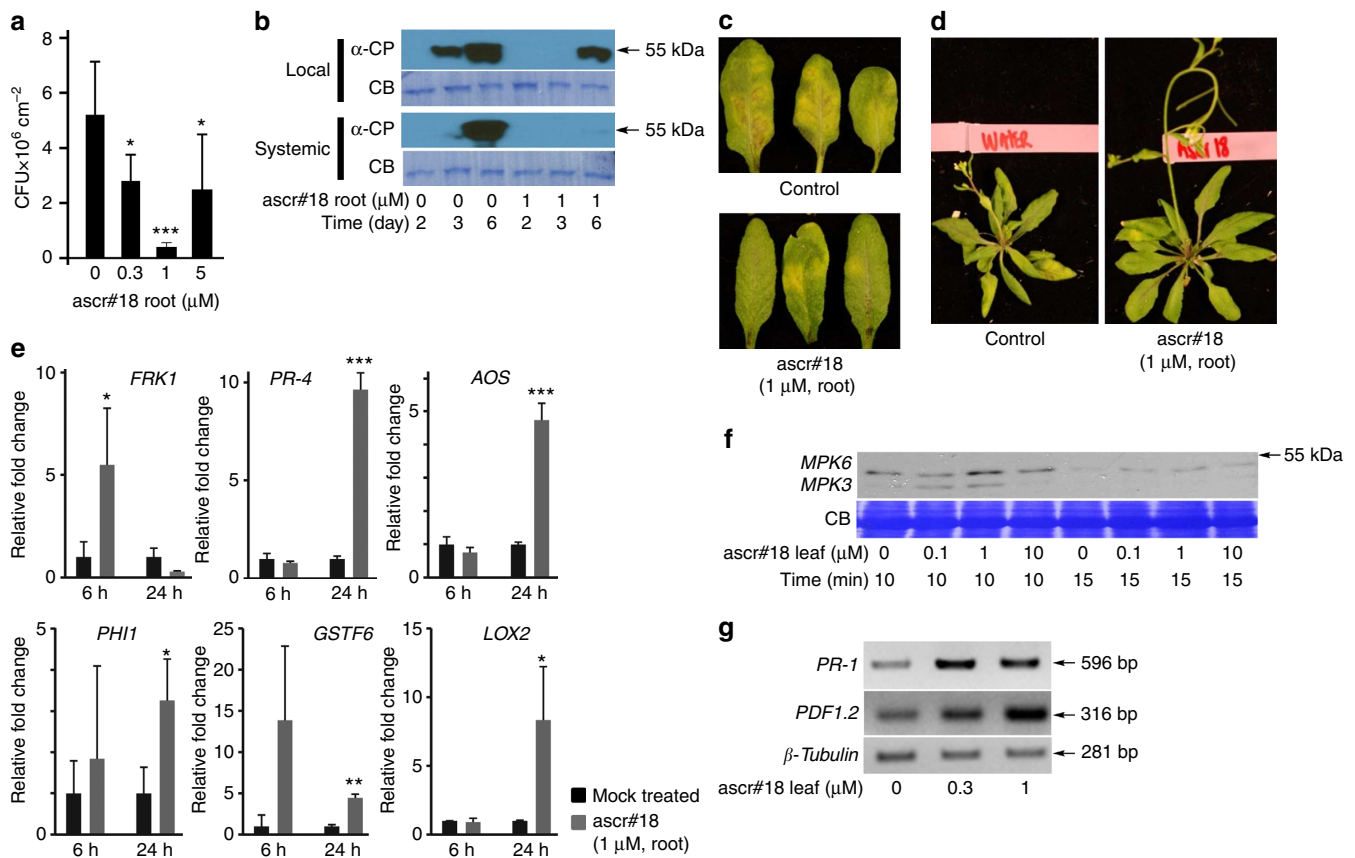 a
8
6
4
2
0
CFU×10⁶ cm⁻²
*
***
*
0 0.3 1 5
ascr#18 root (μM)
b
Local
α-CP
55 kDa
CB
Systemic
α-CP
55 kDa
CB
ascr#18 root (μM) 0 0 0 1 1 1
Time (day) 2 3 6 2 3 6
c
Control
ascr#18
(1 μM, root)
d
WATER
Control
Ascr 18
ascr#18
(1 μM, root)
e
Relative fold change
10
5
0
FRK1
*
6 h 24 h
Relative fold change
10
5
0
PR-4
***
6 h 24 h
Relative fold change
5
0
AOS
***
6 h 24 h
Relative fold change
5
0
PHI1
*
6 h 24 h
Relative fold change
25
20
15
10
5
0
GSTF6
**
6 h 24 h
Relative fold change
15
10
5
0
LOX2
*
6 h 24 h
Mock treated
ascr#18
(1 μM, root)
f
MPK6
MPK3
55 kDa
CB
ascr#18 leaf (μM) 0 0.1 1 10 0 0.1 1 10
Time (min) 10 10 10 10 15 15 15 15
g
PR-1 596 bp
PDF1.2 316 bp
β-Tubulin 281 bp
ascr#18 leaf (μM) 0 0.3 1